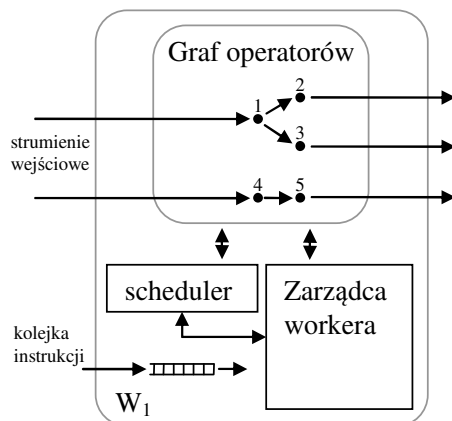 Graf operatorów
2
1
3
strumienie
wejściowe
4
5
scheduler
Zarządca
workera
kolejka
instrukcji
W₁